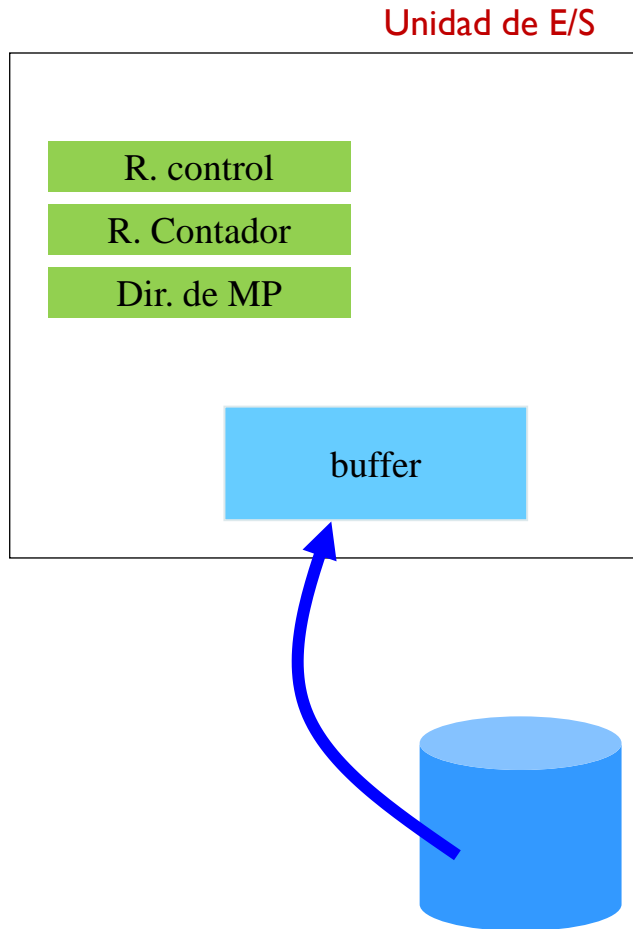 Unidad de E/S
R. control
R. Contador
Dir. de MP
buffer